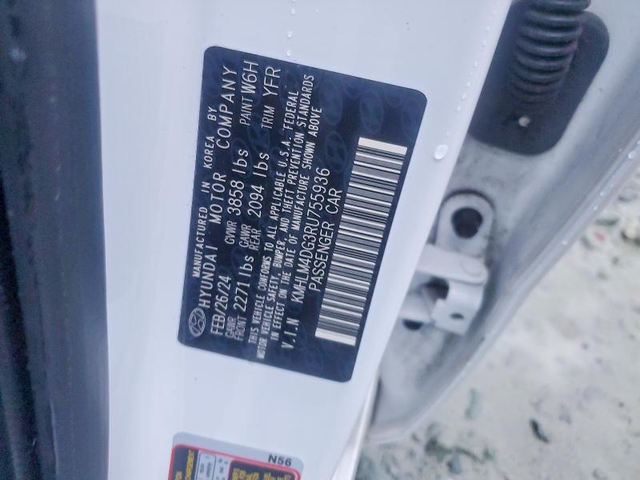 MANUFACTURED IN KOREA BY
HYUNDAI MOTOR COMPANY
FEB/26/24 GVWR 3858 lbs PAINT W6H
GAWR FRONT 2271 lbs GAWR REAR 2094 lbs TRIM YFR
THIS VEHICLE CONFORMS TO ALL APPLICABLE U.S.A. FEDERAL
MOTOR VEHICLE SAFETY, BUMPER, AND THEFT PREVENTION STANDARDS
IN EFFECT ON THE DATE OF MANUFACTURE SHOWN ABOVE
V.I.N KMHLM4DG3RU755936
PASSENGER CAR
N56